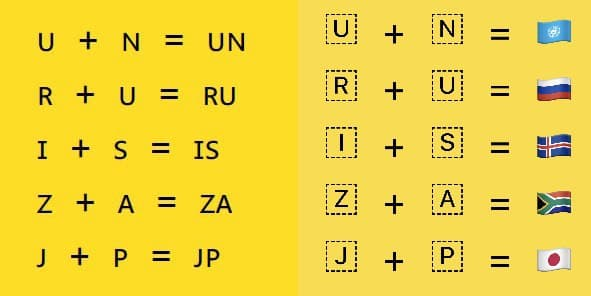 U + N = UN
R + U = RU
I + S = IS
Z + A = ZA
J + P = JP
U + N = 🇺🇳
R + U = 🇷🇺
I + S = 🇮🇸
Z + A = 🇿🇦
J + P = 🇯🇵